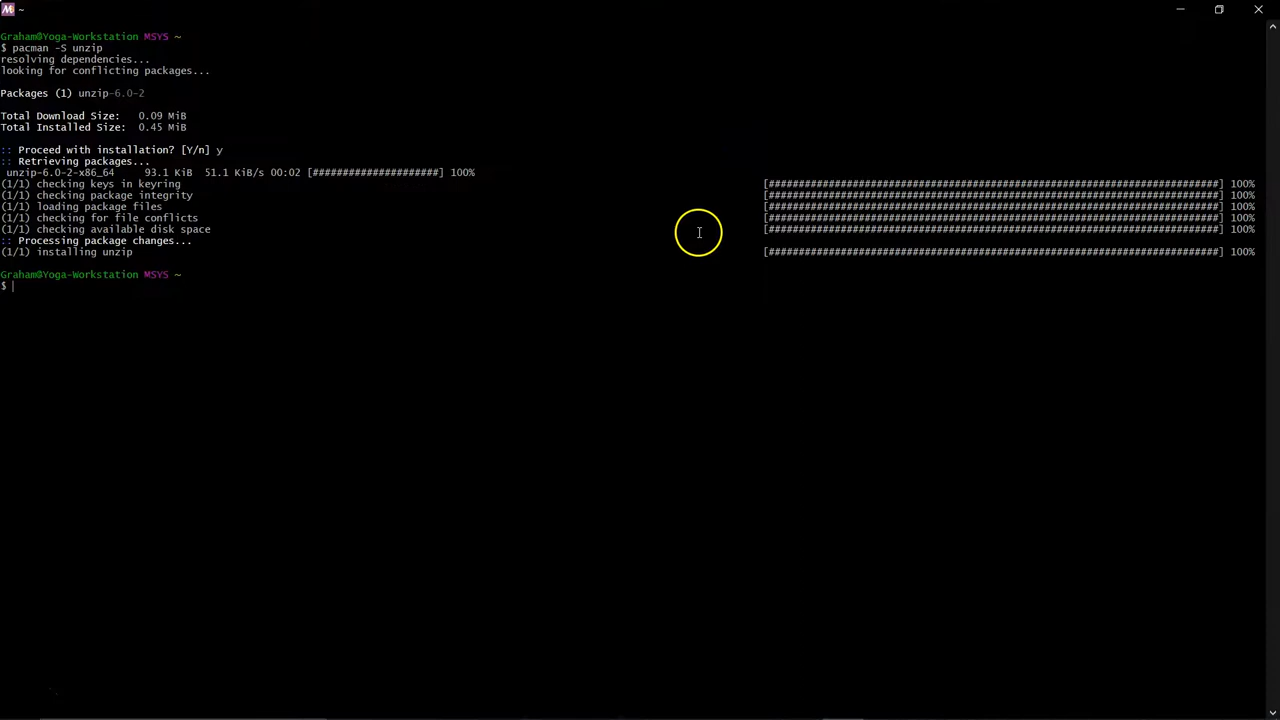 M ~
Graham@Yoga-Workstation MSYS ~
$ pacman -S unzip
resolving dependencies...
looking for conflicting packages...
Packages (1) unzip-6.0-2
Total Download Size:   0.09 MiB
Total Installed Size:  0.45 MiB
:: Proceed with installation? [Y/n] y
:: Retrieving packages...
unzip-6.0-2-x86_64     93.1 KiB  51.1 KiB/s 00:02 [#####################] 100%
(1/1) checking keys in keyring [###########################################################################] 100%
(1/1) checking package integrity [###########################################################################] 100%
(1/1) loading package files [###########################################################################] 100%
(1/1) checking for file conflicts [###########################################################################] 100%
(1/1) checking available disk space [###########################################################################] 100%
:: Processing package changes...
(1/1) installing unzip [###########################################################################] 100%
Graham@Yoga-Workstation MSYS ~
$